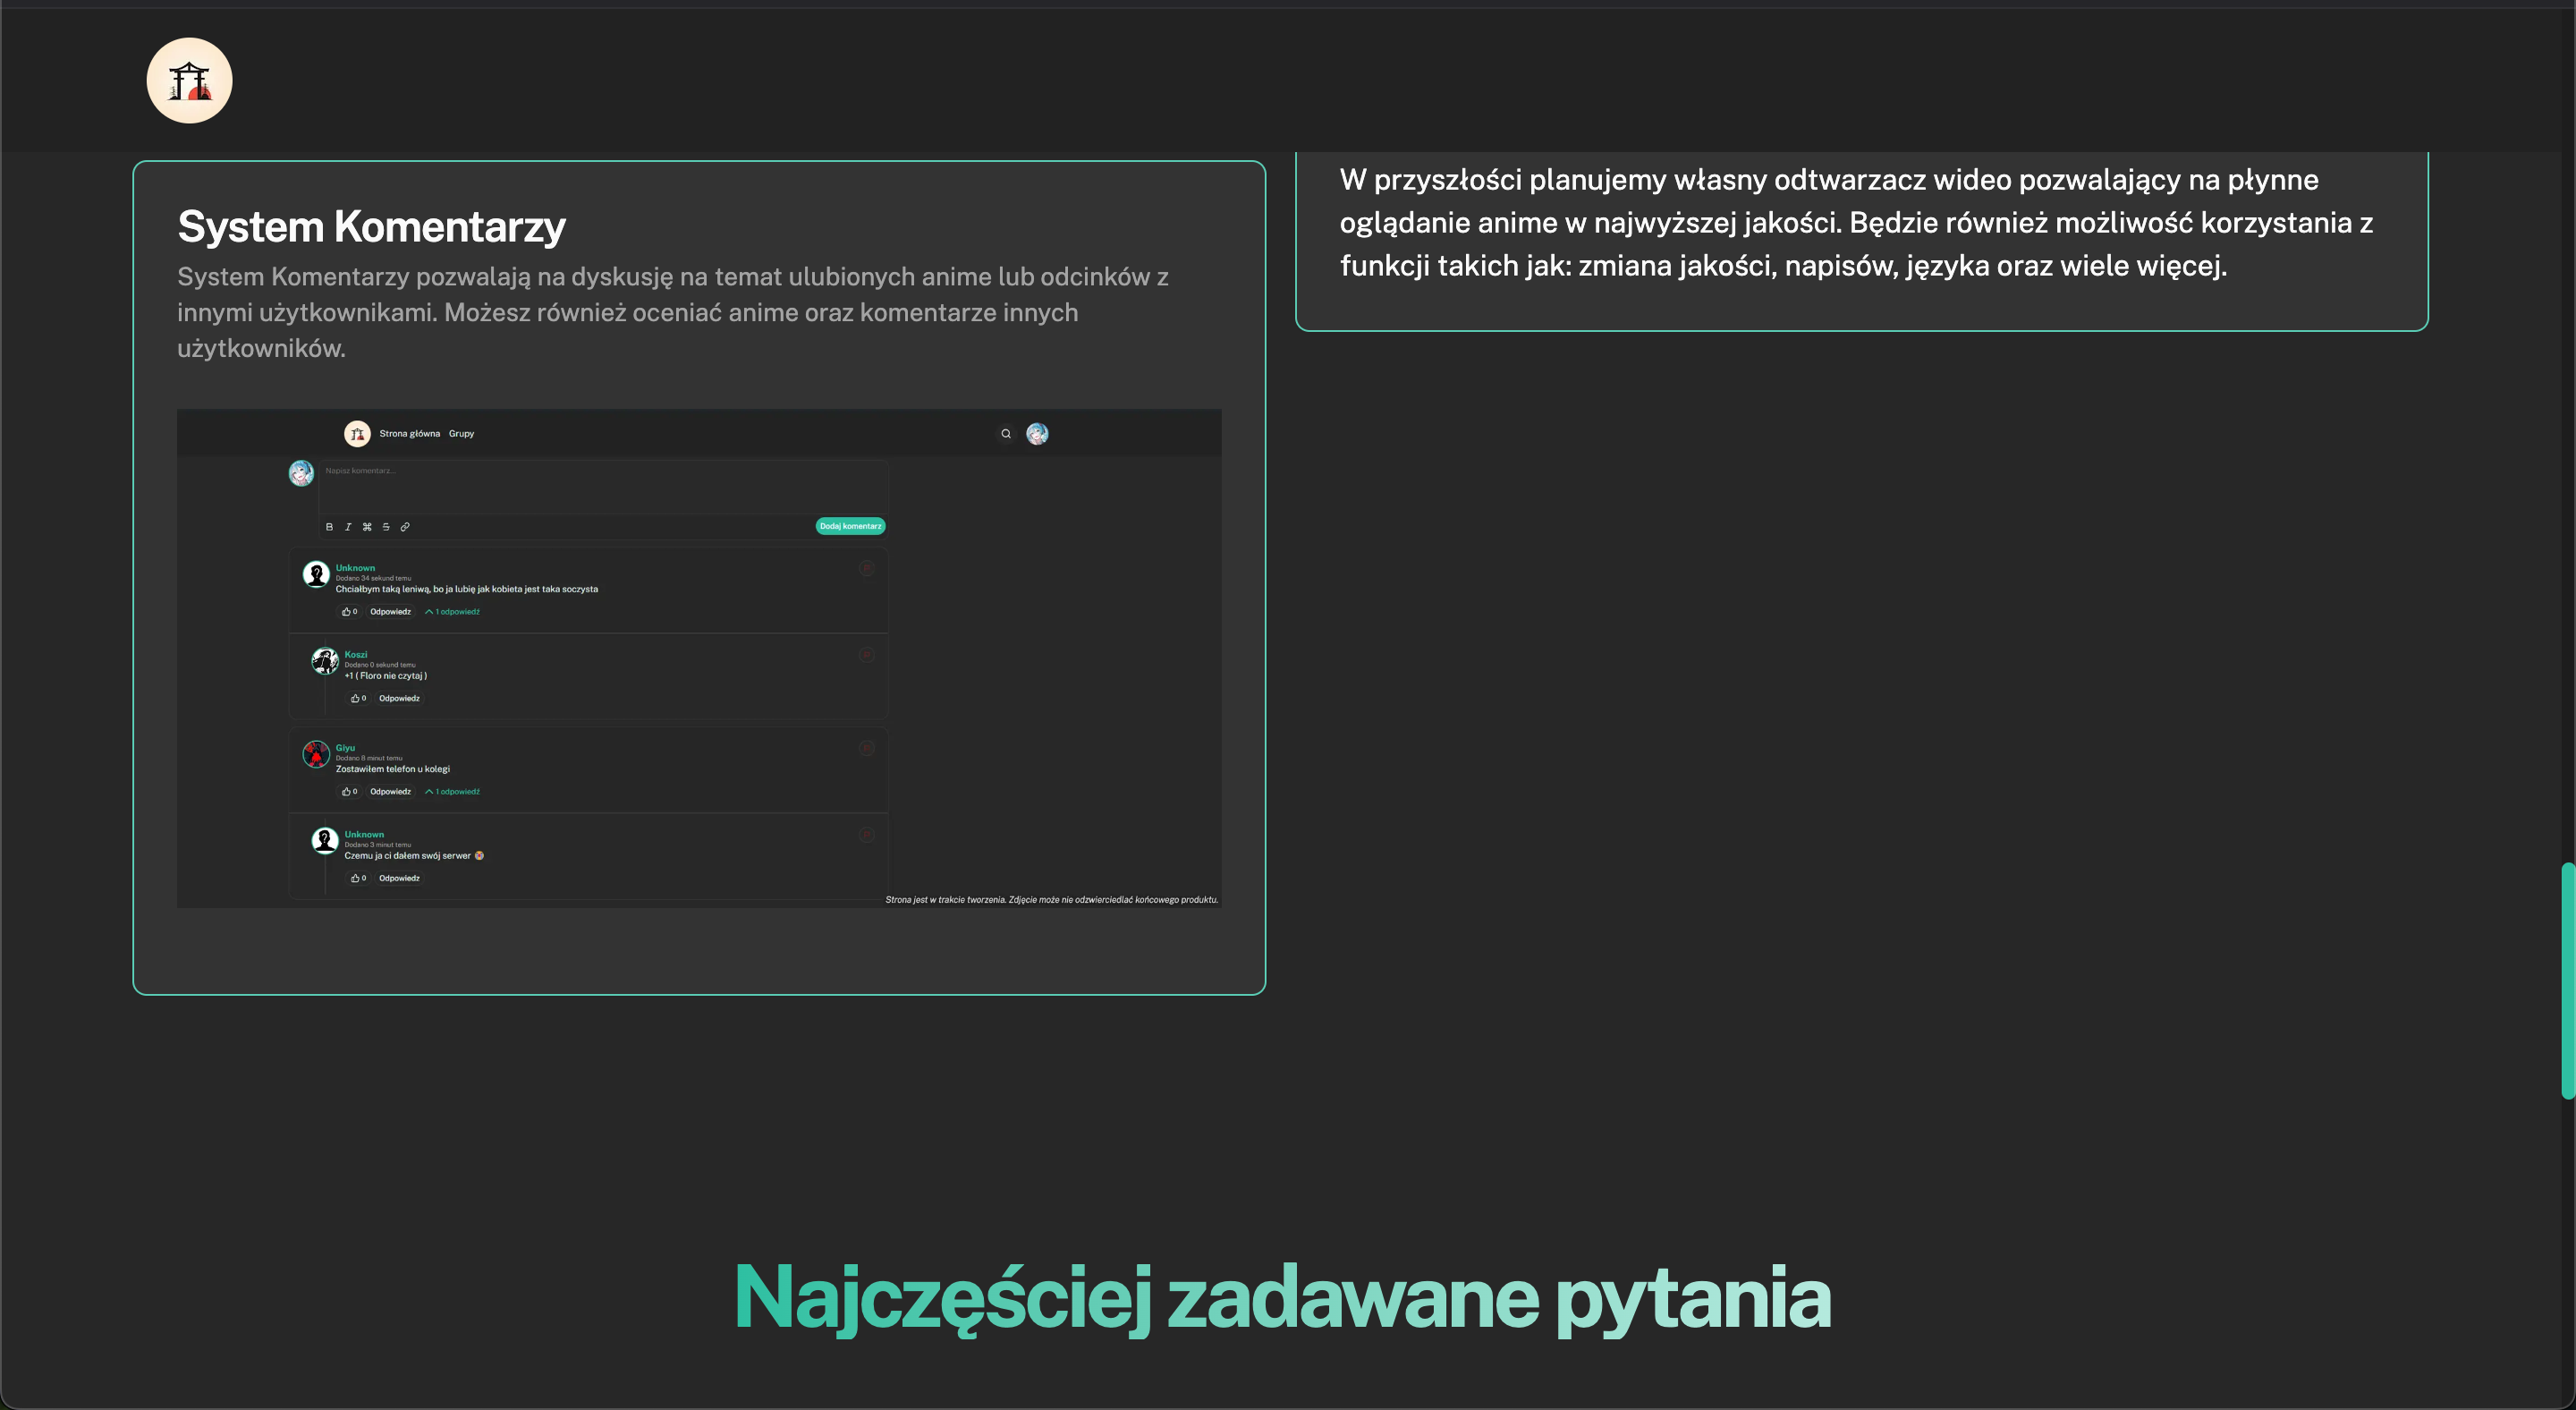 System Komentarzy
System Komentarzy pozwalają na dyskusję na temat ulubionych anime lub odcinków z
innymi użytkownikami. Możesz również oceniać anime oraz komentarze innych
użytkowników.
Strona główna Grupy
Napisz komentarz...
Dodaj komentarz
Unknown
Dodano 34 sekund temu
Chciałbym taką leniwą, bo ja lubię jak kobieta jest taka soczysta
0 Odpowiedz 1 odpowiedź
Koszi
Dodano 0 sekund temu
+1 ( Floro nie czytaj )
0 Odpowiedz
Giyu
Dodano 8 minut temu
Zostawiłem telefon u kolegi
0 Odpowiedz 1 odpowiedź
Unknown
Dodano 3 minut temu
Czemu ja ci dałem swój serwer
0 Odpowiedz
Strona jest w trakcie tworzenia. Zdjęcie może nie odzwierciedlać końcowego produktu.
W przyszłości planujemy własny odtwarzacz wideo pozwalający na płynne
oglądanie anime w najwyższej jakości. Będzie również możliwość korzystania z
funkcji takich jak: zmiana jakości, napisów, języka oraz wiele więcej.
Najczęściej zadawane pytania